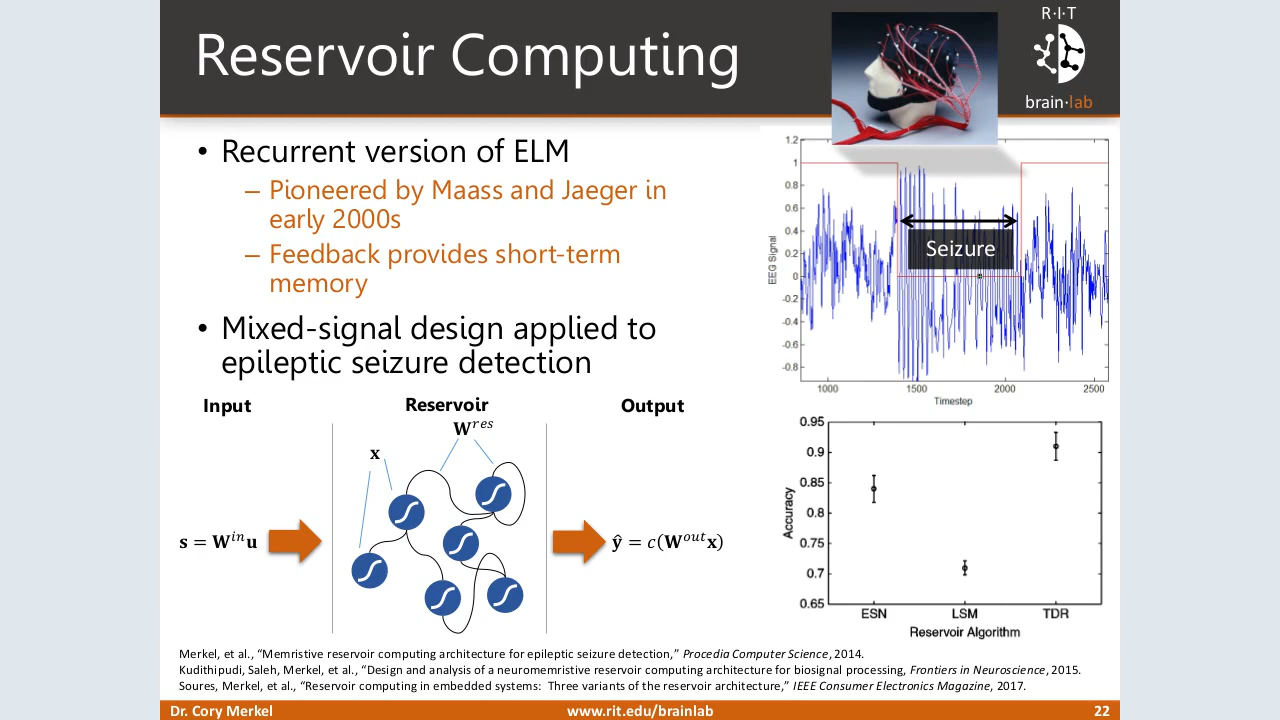 Reservoir Computing
R·I·T
brain·lab
• Recurrent version of ELM
– Pioneered by Maass and Jaeger in
early 2000s
– Feedback provides short-term
memory
• Mixed-signal design applied to
epileptic seizure detection
Input
Reservoir
Output
W^res
x
s = W^in u
ŷ = c(W^out x)
1.2
1
0.8
0.6
0.4
0.2
0
-0.2
-0.4
-0.6
-0.8
EEG Signal
Seizure
1000 1500 2000 2500
Timestep
0.95
0.9
0.85
0.8
0.75
0.7
0.65
Accuracy
ESN LSM TDR
Reservoir Algorithm
Merkel, et al., “Memristive reservoir computing architecture for epileptic seizure detection,” Procedia Computer Science, 2014.
Kudithipudi, Saleh, Merkel, et al., “Design and analysis of a neuromemristive reservoir computing architecture for biosignal processing, Frontiers in Neuroscience, 2015.
Soures, Merkel, et al., “Reservoir computing in embedded systems: Three variants of the reservoir architecture,” IEEE Consumer Electronics Magazine, 2017.
Dr. Cory Merkel
www.rit.edu/brainlab
22